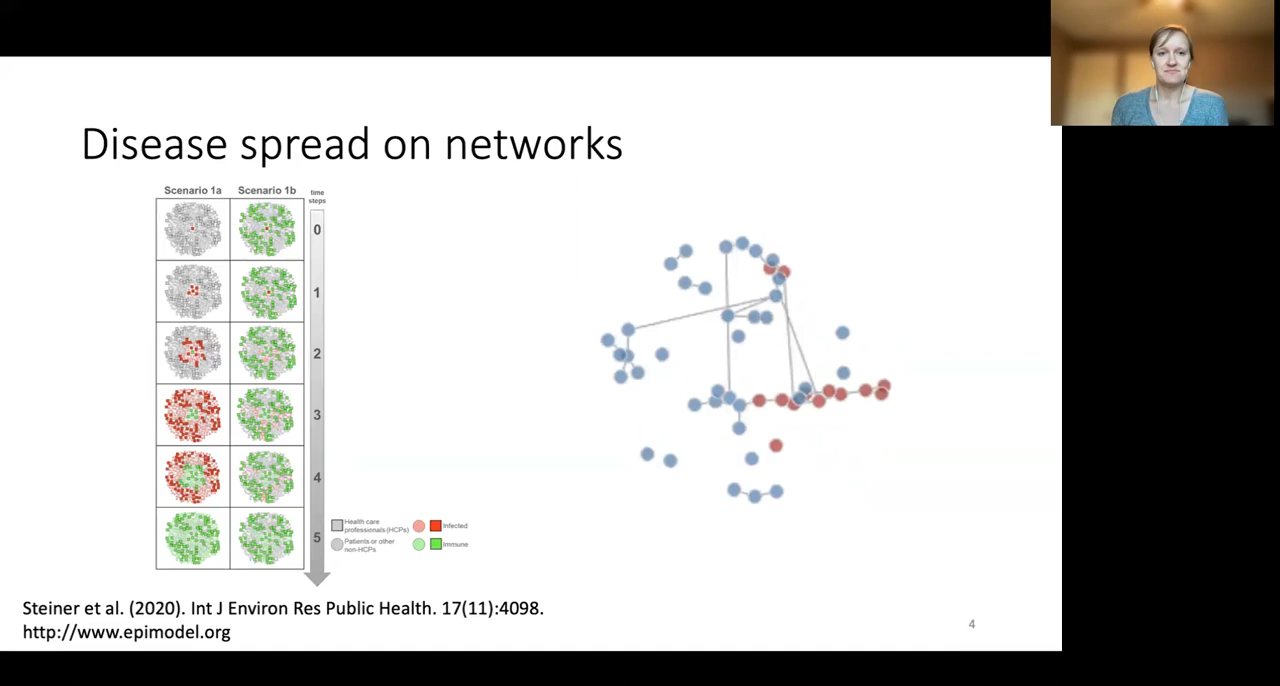 Disease spread on networks
Scenario 1a
Scenario 1b
time
steps
0
1
2
3
4
5
Health care
professionals (HCPs)
Infected
Patients or other
non-HCPs
Immune
Steiner et al. (2020). Int J Environ Res Public Health. 17(11):4098.
http://www.epimodel.org
4